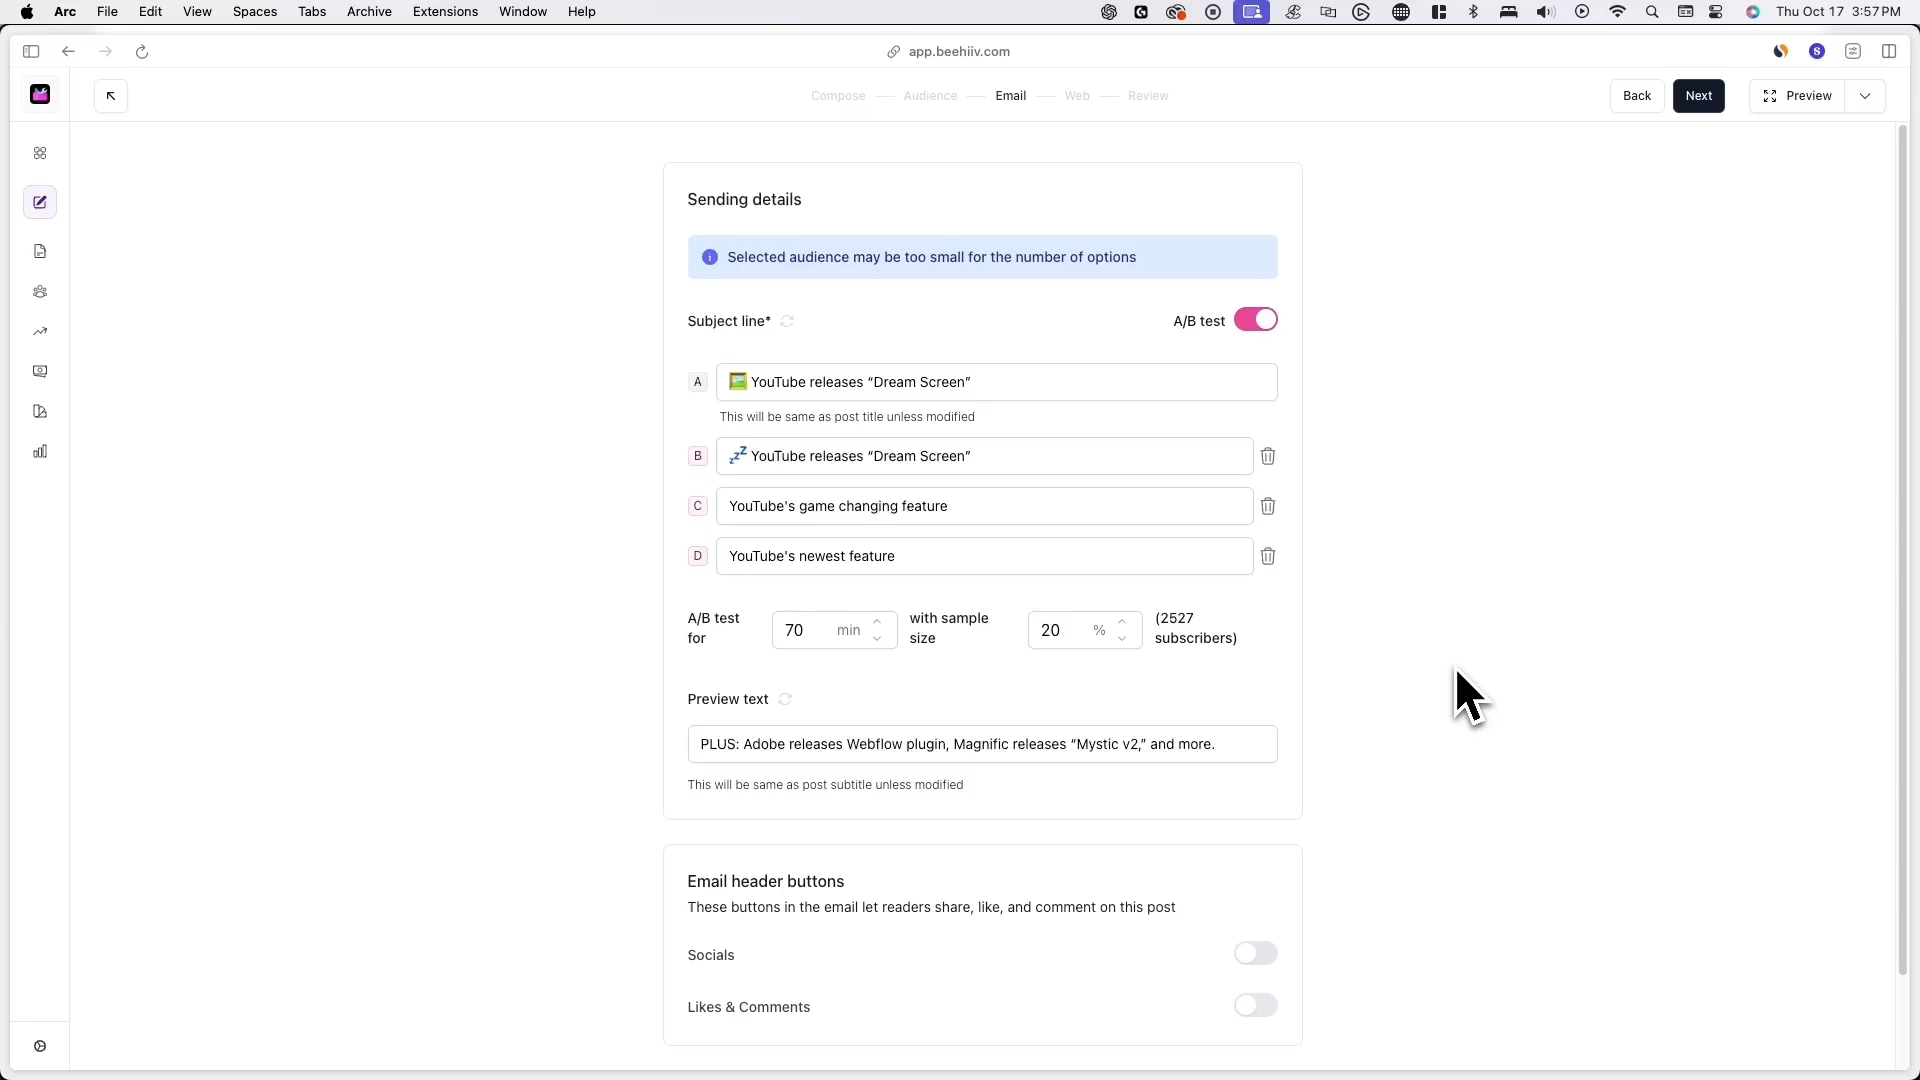 Arc File Edit View Spaces Tabs Archive Extensions Window Help Thu Oct 17 3:57 PM
app.beehiiv.com
S
Compose Audience Email Web Review Back Next Preview
Sending details
Selected audience may be too small for the number of options
Subject line* A/B test
A YouTube releases “Dream Screen”
This will be same as post title unless modified
B YouTube releases “Dream Screen”
C YouTube's game changing feature
D YouTube's newest feature
A/B test for 70 min with sample size 20 % (2527 subscribers)
Preview text
PLUS: Adobe releases Webflow plugin, Magnific releases “Mystic v2,” and more.
This will be same as post subtitle unless modified
Email header buttons
These buttons in the email let readers share, like, and comment on this post
Socials
Likes & Comments